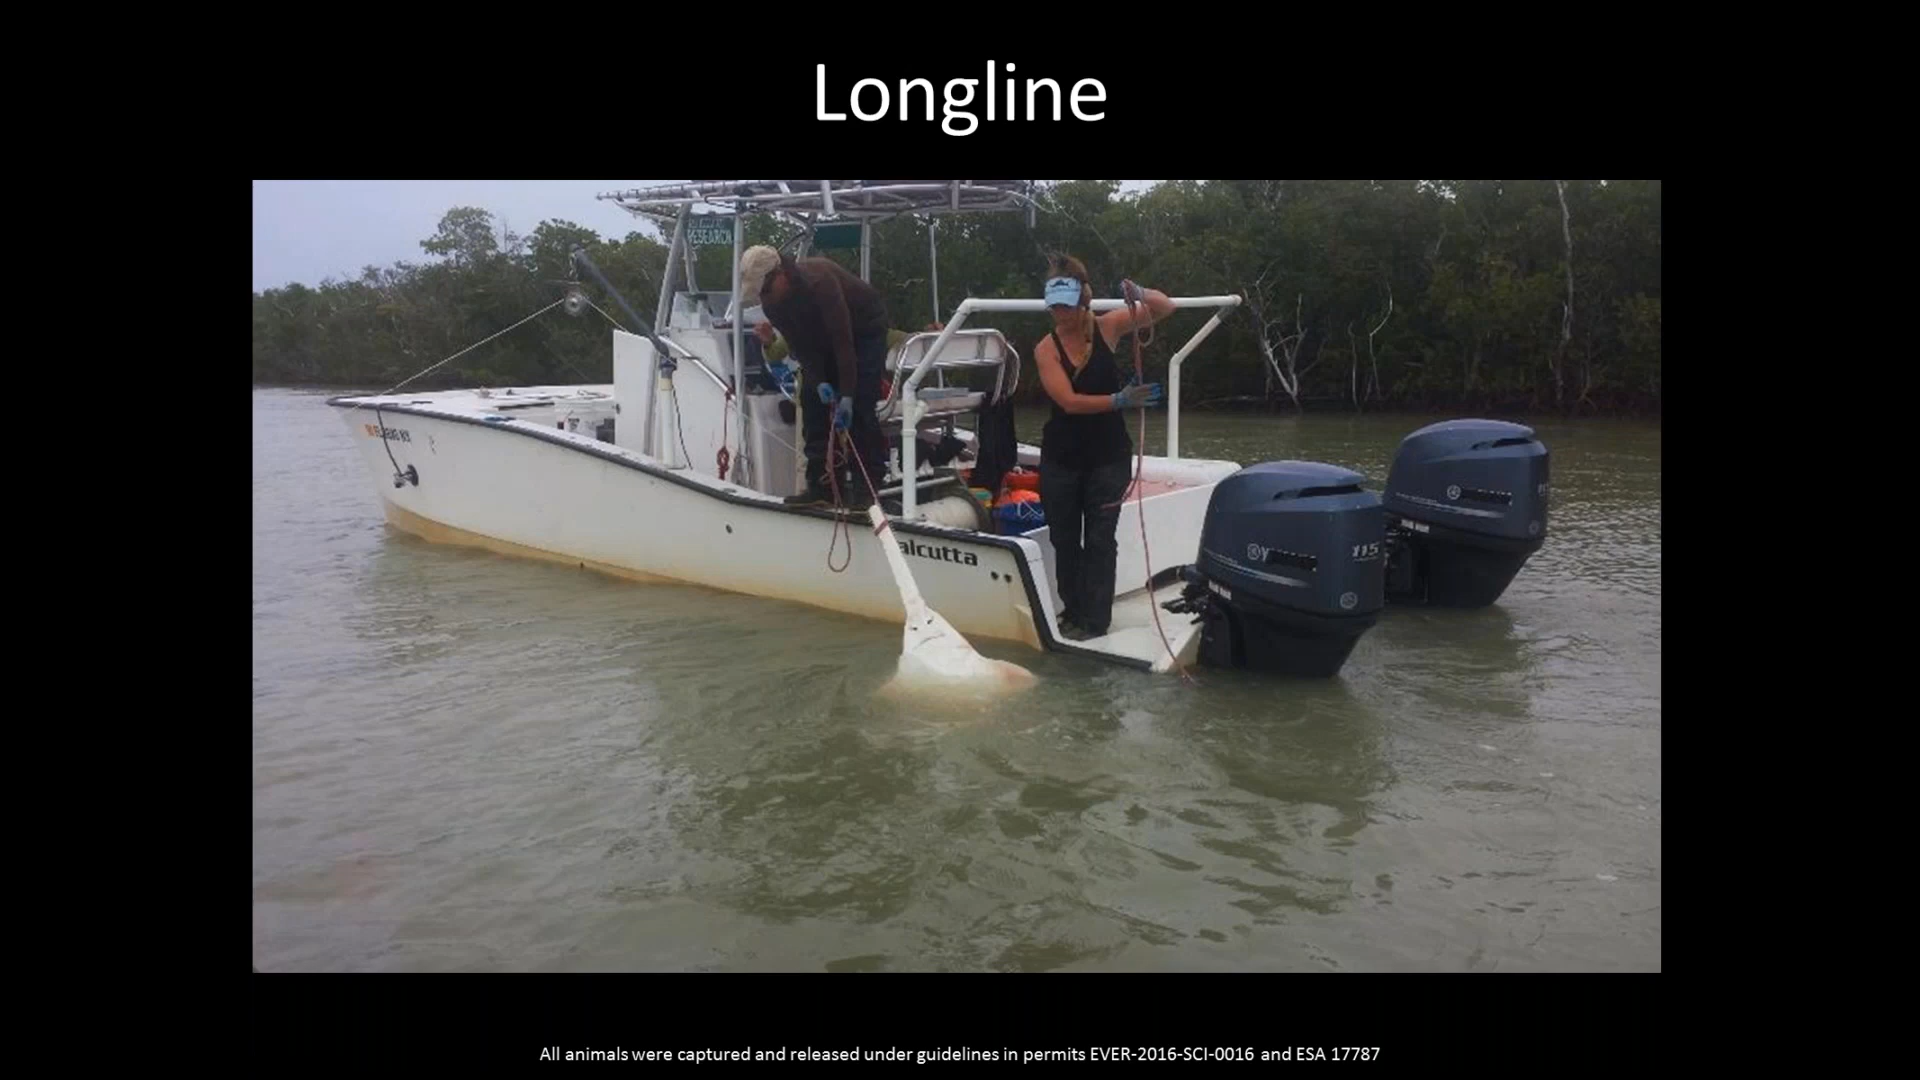 Longline
RESEARCH
alcutta
115
All animals were captured and released under guidelines in permits EVER-2016-SCI-0016 and ESA 17787